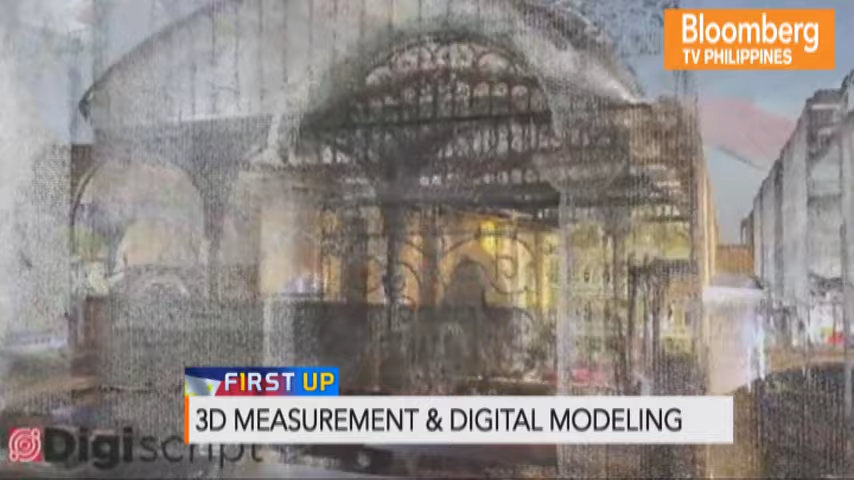 Bloomberg
TV PHILIPPINES
FIRST UP
3D MEASUREMENT & DIGITAL MODELING
Digiscript